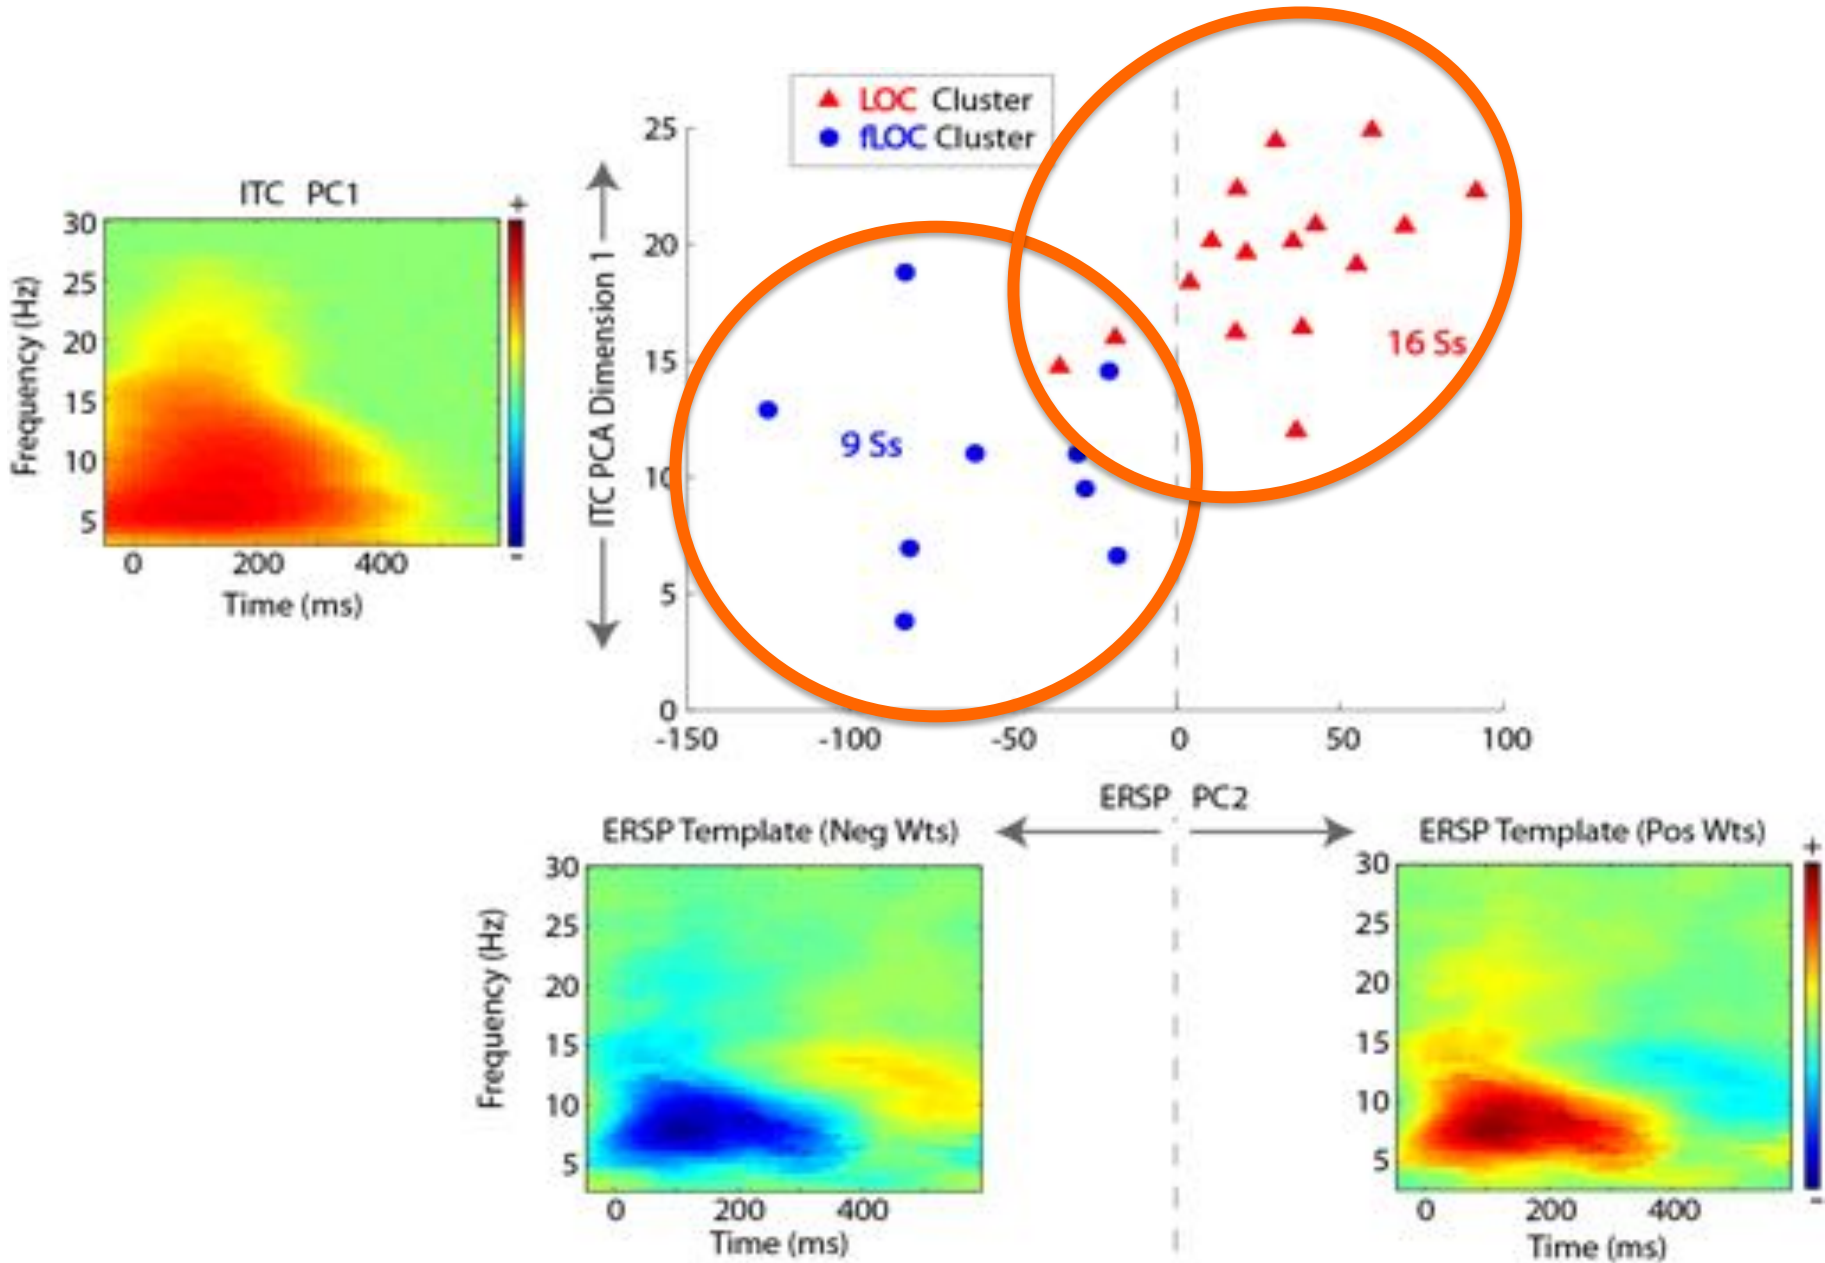 LOC Cluster
fLOC Cluster
ITC PC1
+
30
25
20
15
10
5
-
0 200 400
Time (ms)
Frequency (Hz)
ITC PCA Dimension 1
25
20
15
10
5
0
-150 -100 -50 0 50 100
16 Ss
9 Ss
ERSP PC2
ERSP Template (Neg Wts)
30
25
20
15
10
5
0 200 400
Time (ms)
Frequency (Hz)
ERSP Template (Pos Wts)
+
30
25
20
15
10
5
-
0 200 400
Time (ms)